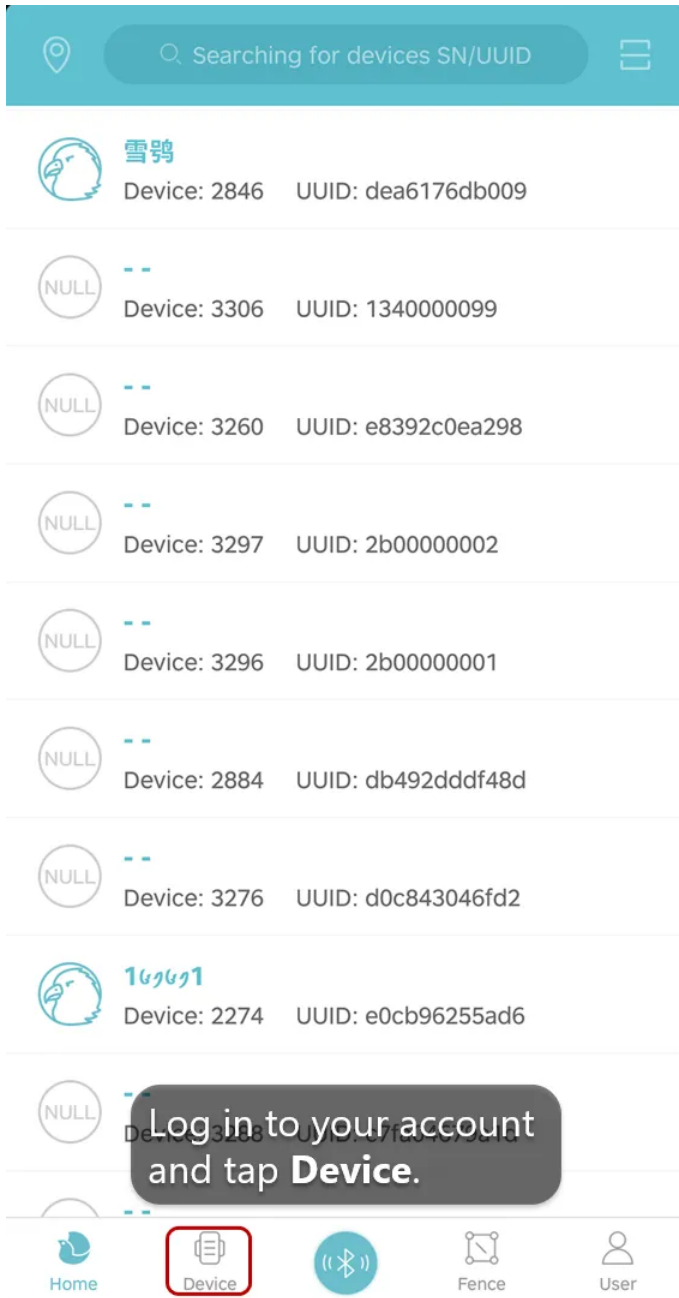 Searching for devices SN/UUID
雪鸮
Device: 2846 UUID: dea6176db009
NULL
- -
Device: 3306 UUID: 1340000099
NULL
- -
Device: 3260 UUID: e8392c0ea298
NULL
- -
Device: 3297 UUID: 2b00000002
NULL
- -
Device: 3296 UUID: 2b00000001
NULL
- -
Device: 2884 UUID: db492dddf48d
NULL
- -
Device: 3276 UUID: d0c843046fd2
Device: 2274 UUID: e0cb96255ad6
NULL
- -
Device: 3288 UUID:
Log in to your account
and tap Device.
- -
Home Device Fence User